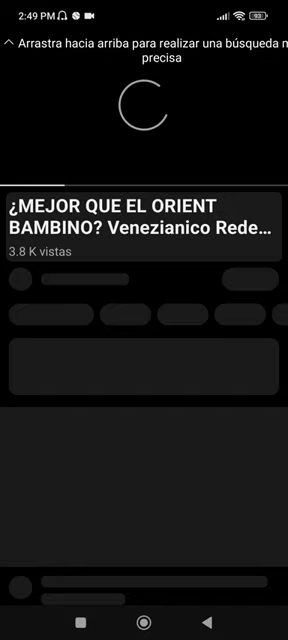 2:49 PM
93
Arrastra hacia arriba para realizar una búsqueda m
precisa
¿MEJOR QUE EL ORIENT
BAMBINO? Venezianico Rede...
3.8 K vistas